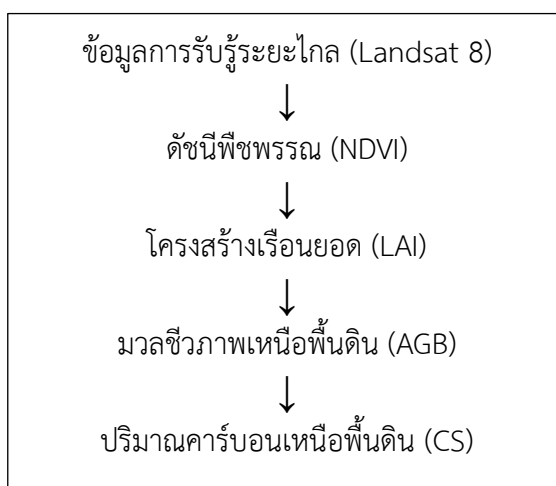 ข้อมูลการรับรู้ระยะไกล (Landsat 8)
↓
ดัชนีพืชพรรณ (NDVI)
↓
โครงสร้างเรือนยอด (LAI)
↓
มวลชีวภาพเหนือพื้นดิน (AGB)
↓
ปริมาณคาร์บอนเหนือพื้นดิน (CS)